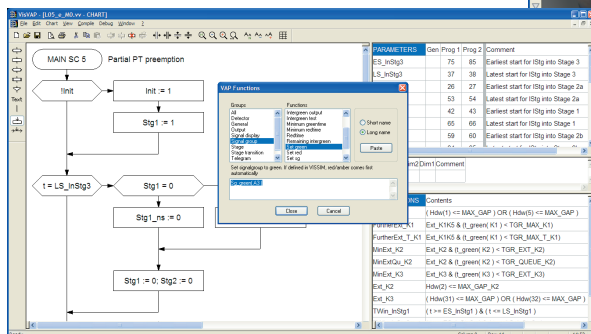 VisVAP - [L05_e_M0.vv - CHART]
File Edit Chart View Compile Debug Window ?
Text
MAIN SC 5 Partial PT preemption
!Init
Init := 1
Stg1 := 1
t = LS_InStg3
Stg1 = 0
Stg1_ns := 0
Stg1 := 0; Stg2 := 0
VAP Functions
Groups
All
Detector
General
Output
Signal display
Signal group
Stage
Stage transition
Telegram
Functions
Intergreen output
Intergreen text
Minimum greentime
Minimum redtime
Redtime
Remaining intergreen
Set green
Set red
Set sg
Short name
Long name
Paste
Set signalgroup to green. If defined in VISSIM, red/amber comes first
automatically
Close Cancel
PARAMETERS Gen Prog 1 Prog 2 Comment
ES_InStg3 75 85 Earliest start for IStg into Stage 3
LS_InStg3 37 38 Latest start for IStg into Stage 3
26 27 Earliest start for IStg into Stage 2a
53 54 Latest start for IStg into Stage 2a
42 43 Earliest start for IStg into Stage 1
65 66 Latest start for IStg into Stage 1
59 60 Earliest start for IStg into Stage 2b
Dim2 Dim1 Comment
Contents
( Hdw(1) <= MAX_GAP ) OR ( Hdw(5) <= MAX_GAP )
FurtherExt_K1 Ext_K1K5 & (t_green( K1 ) < TGR_MAX_K1)
FurtherExt_T_K1 Ext_K1K5 & (t_green( K1 ) < TGR_MAX_T_K1)
MinExt_K2 Ext_K2 & (t_green( K2 ) < TGR_EXT_K2)
MinExtQu_K2 Ext_K2 & (t_green( K2 ) < TGR_QUEUE_K2)
MinExt_K3 Ext_K3 & (t_green( K3 ) < TGR_EXT_K3)
Ext_K2 Hdw(2) <= MAX_GAP_K2
Ext_K3 ( Hdw(31) <= MAX_GAP ) OR ( Hdw(32) <= MAX_GAP )
TWin_InStg1 ( t >= ES_InStg1 ) & ( t <= LS_InStg1 )